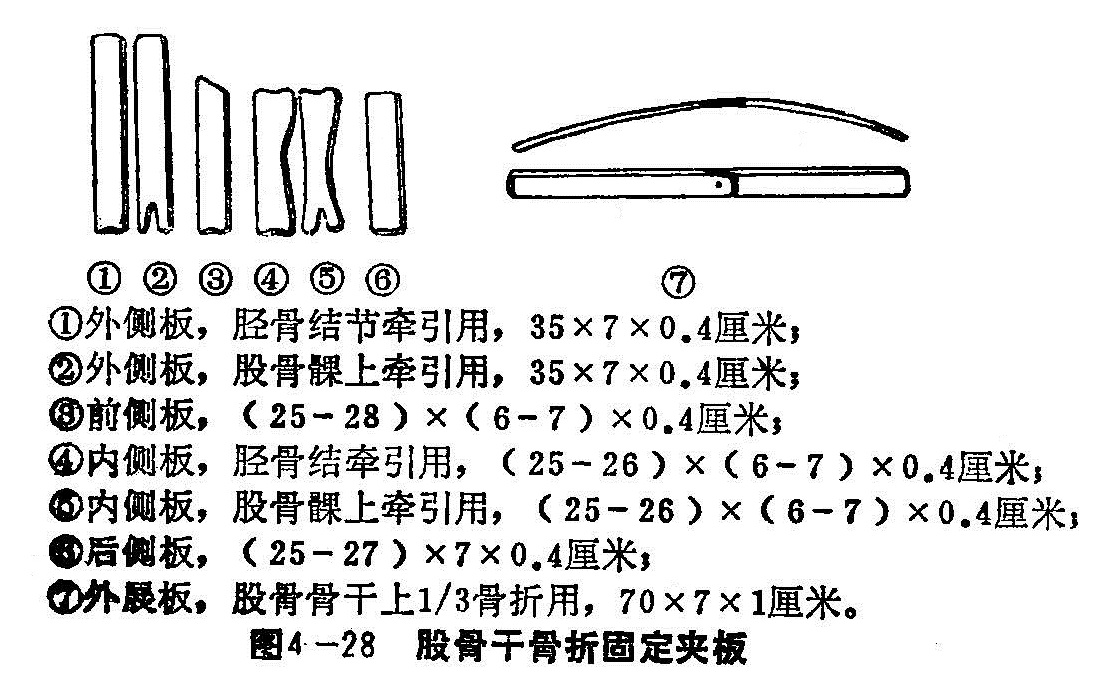 ① ② ③ ④ ⑤ ⑥ ⑦
①外侧板，胫骨结节牵引用，35×7×0.4厘米；
②外侧板，股骨髁上牵引用，35×7×0.4厘米；
③前侧板，（25－28）×（6－7）×0.4厘米；
④内侧板，胫骨结牵引用，（25－26）×（6－7）×0.4厘米；
⑤内侧板，股骨髁上牵引用，（25－26）×（6－7）×0.4厘米；
⑥后侧板，（25－27）×7×0.4厘米；
⑦外展板，股骨骨干上1/3骨折用，70×7×1厘米。
图4－28 股骨干骨折固定夹板